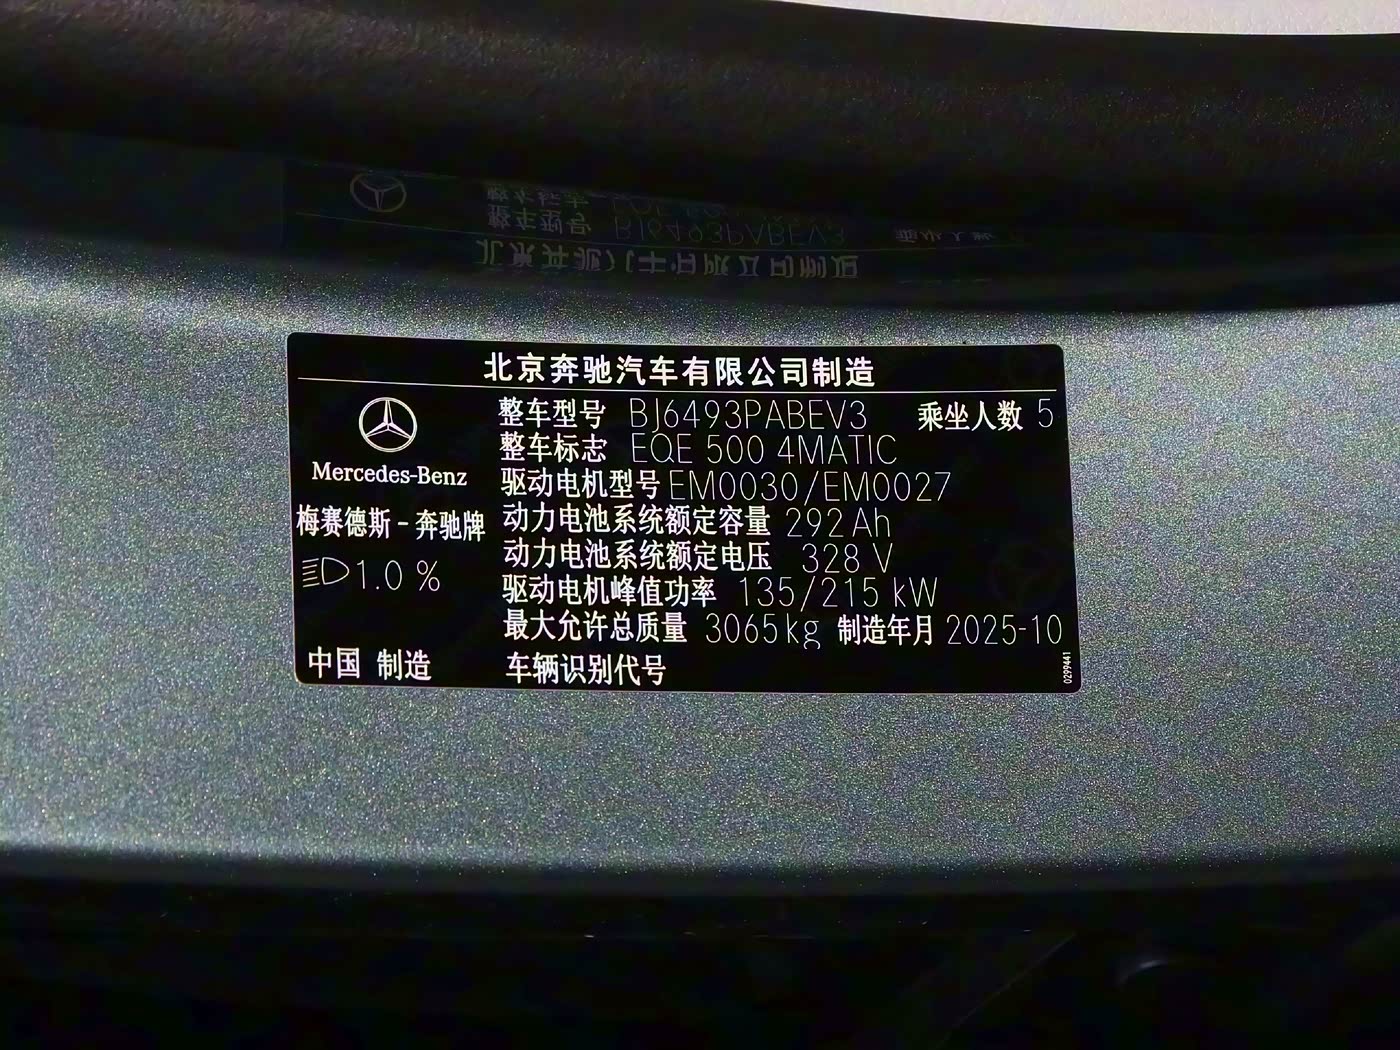 北京奔驰汽车有限公司制造
整车型号 BJ6493PABEV3 乘坐人数 5
整车标志 EQE 500 4MATIC
Mercedes-Benz
驱动电机型号 EM0030/EM0027
梅赛德斯-奔驰牌
动力电池系统额定容量 292 Ah
动力电池系统额定电压 328 V
1.0 %
驱动电机峰值功率 135/215 kW
最大允许总质量 3065kg 制造年月 2025-10
中国 制造
车辆识别代号
0299441